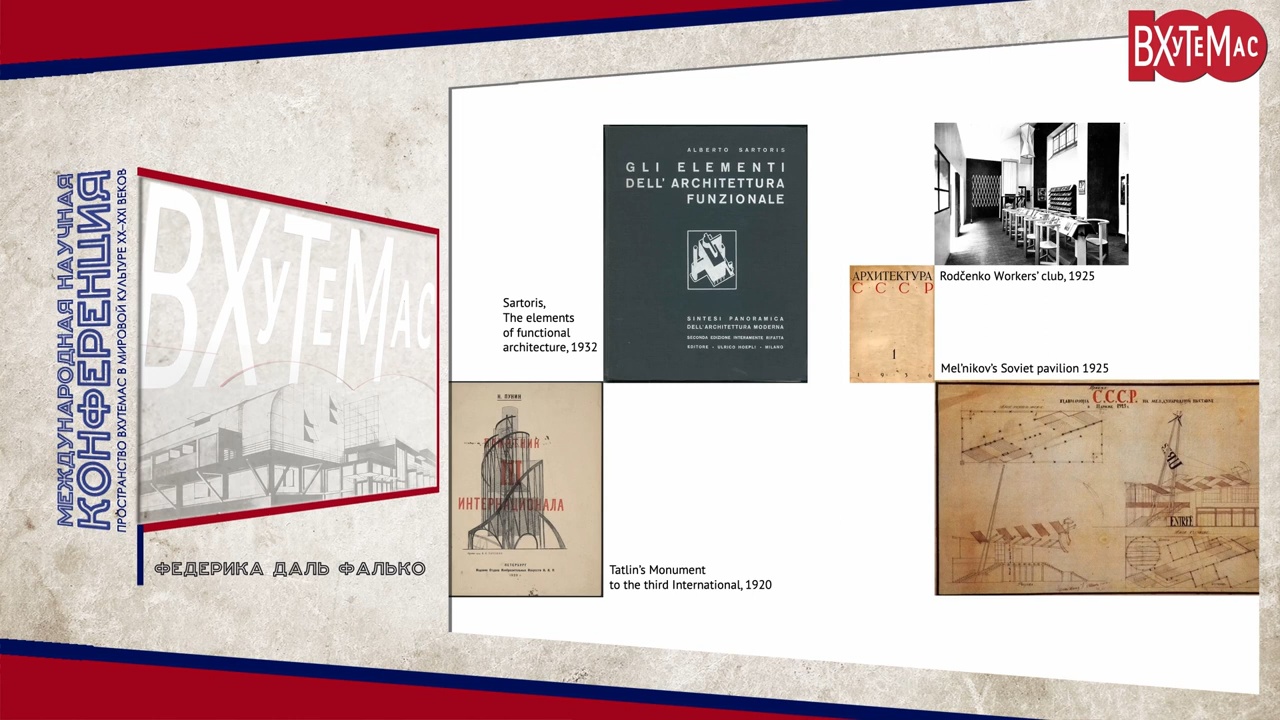 ВХУТЕМАС
МЕЖДУНАРОДНАЯ НАУЧНАЯ
КОНФЕРЕНЦИЯ
ПРОСТРАНСТВО ВХУТЕМАС В МИРОВОЙ КУЛЬТУРЕ XX–XXI ВЕКОВ
ВХУТЕМАС
ФЕДЕРИКА ДАЛЬ ФАЛЬКО
ALBERTO SARTORIS
GLI ELEMENTI
DELL' ARCHITETTURA
FUNZIONALE
SINTESI PANORAMICA
DELL'ARCHITETTURA MODERNA
SECONDA EDIZIONE INTERAMENTE RIFATTA
EDITORE - ULRICO HOEPLI - MILANO
Sartoris,
The elements
of functional
architecture, 1932
Rodčenko Workers' club, 1925
АРХИТЕКТУРА
СССР
1
Mel'nikov's Soviet pavilion 1925
Н. ПУНИН
III
ИНТЕРНАЦИОНАЛА
ПЕТЕРБУРГ
Tatlin's Monument
to the third International, 1920
С.С.С.Р.
ENTRÉE